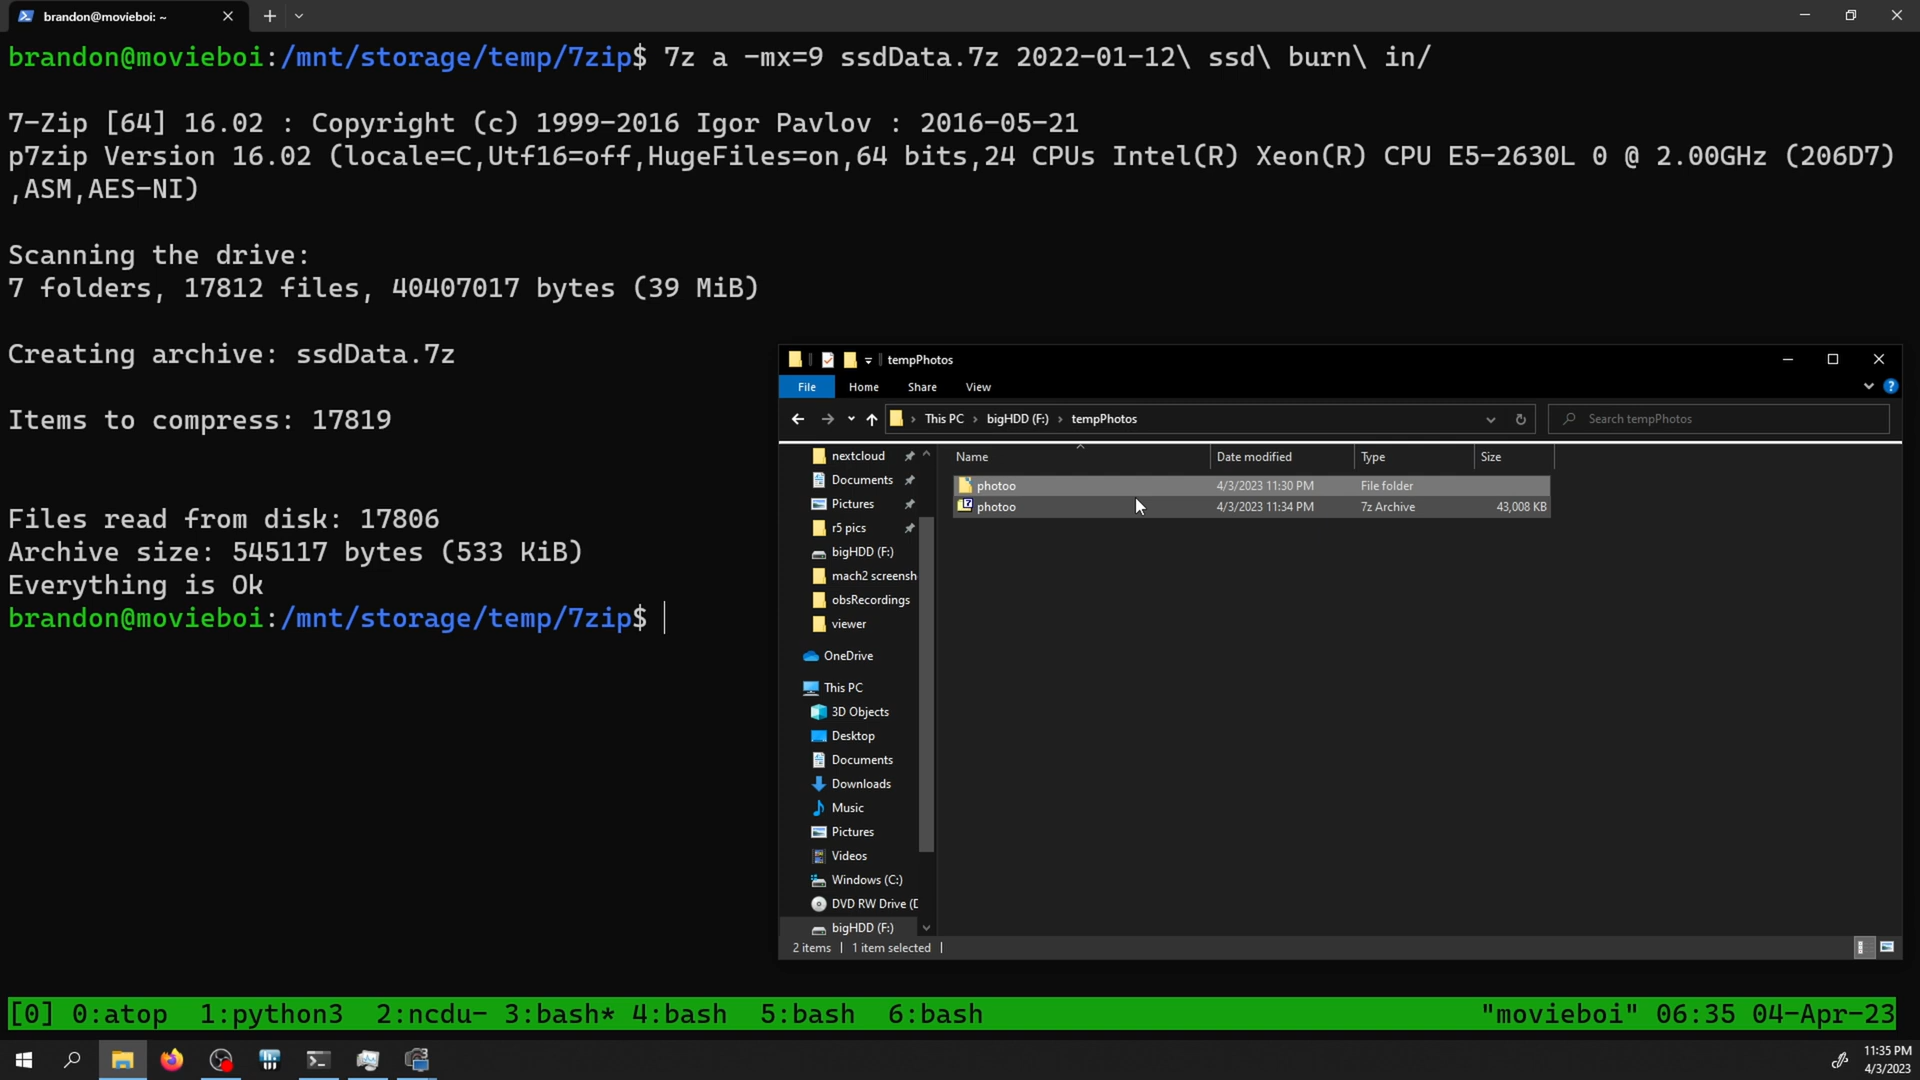 brandon@movieboi: ~
brandon@movieboi:/mnt/storage/temp/7zip$ 7z a -mx=9 ssdData.7z 2022-01-12\ ssd\ burn\ in/
7-Zip [64] 16.02 : Copyright (c) 1999-2016 Igor Pavlov : 2016-05-21
p7zip Version 16.02 (locale=C,Utf16=off,HugeFiles=on,64 bits,24 CPUs Intel(R) Xeon(R) CPU E5-2630L 0 @ 2.00GHz (206D7)
,ASM,AES-NI)
Scanning the drive:
7 folders, 17812 files, 40407017 bytes (39 MiB)
Creating archive: ssdData.7z
Items to compress: 17819
Files read from disk: 17806
Archive size: 545117 bytes (533 KiB)
Everything is Ok
brandon@movieboi:/mnt/storage/temp/7zip$
tempPhotos
File Home Share View
This PC > bigHDD (F:) > tempPhotos
Search tempPhotos
Name Date modified Type Size
photoo 4/3/2023 11:30 PM File folder
photoo 4/3/2023 11:34 PM 7z Archive 43,008 KB
nextcloud
Documents
Pictures
r5 pics
bigHDD (F:)
mach2 screensh
obsRecordings
viewer
OneDrive
This PC
3D Objects
Desktop
Documents
Downloads
Music
Pictures
Videos
Windows (C:)
DVD RW Drive (D
bigHDD (F:)
2 items 1 item selected
[0] 0:atop 1:python3 2:ncdu- 3:bash* 4:bash 5:bash 6:bash "movieboi" 06:35 04-Apr-23
11:35 PM
4/3/2023